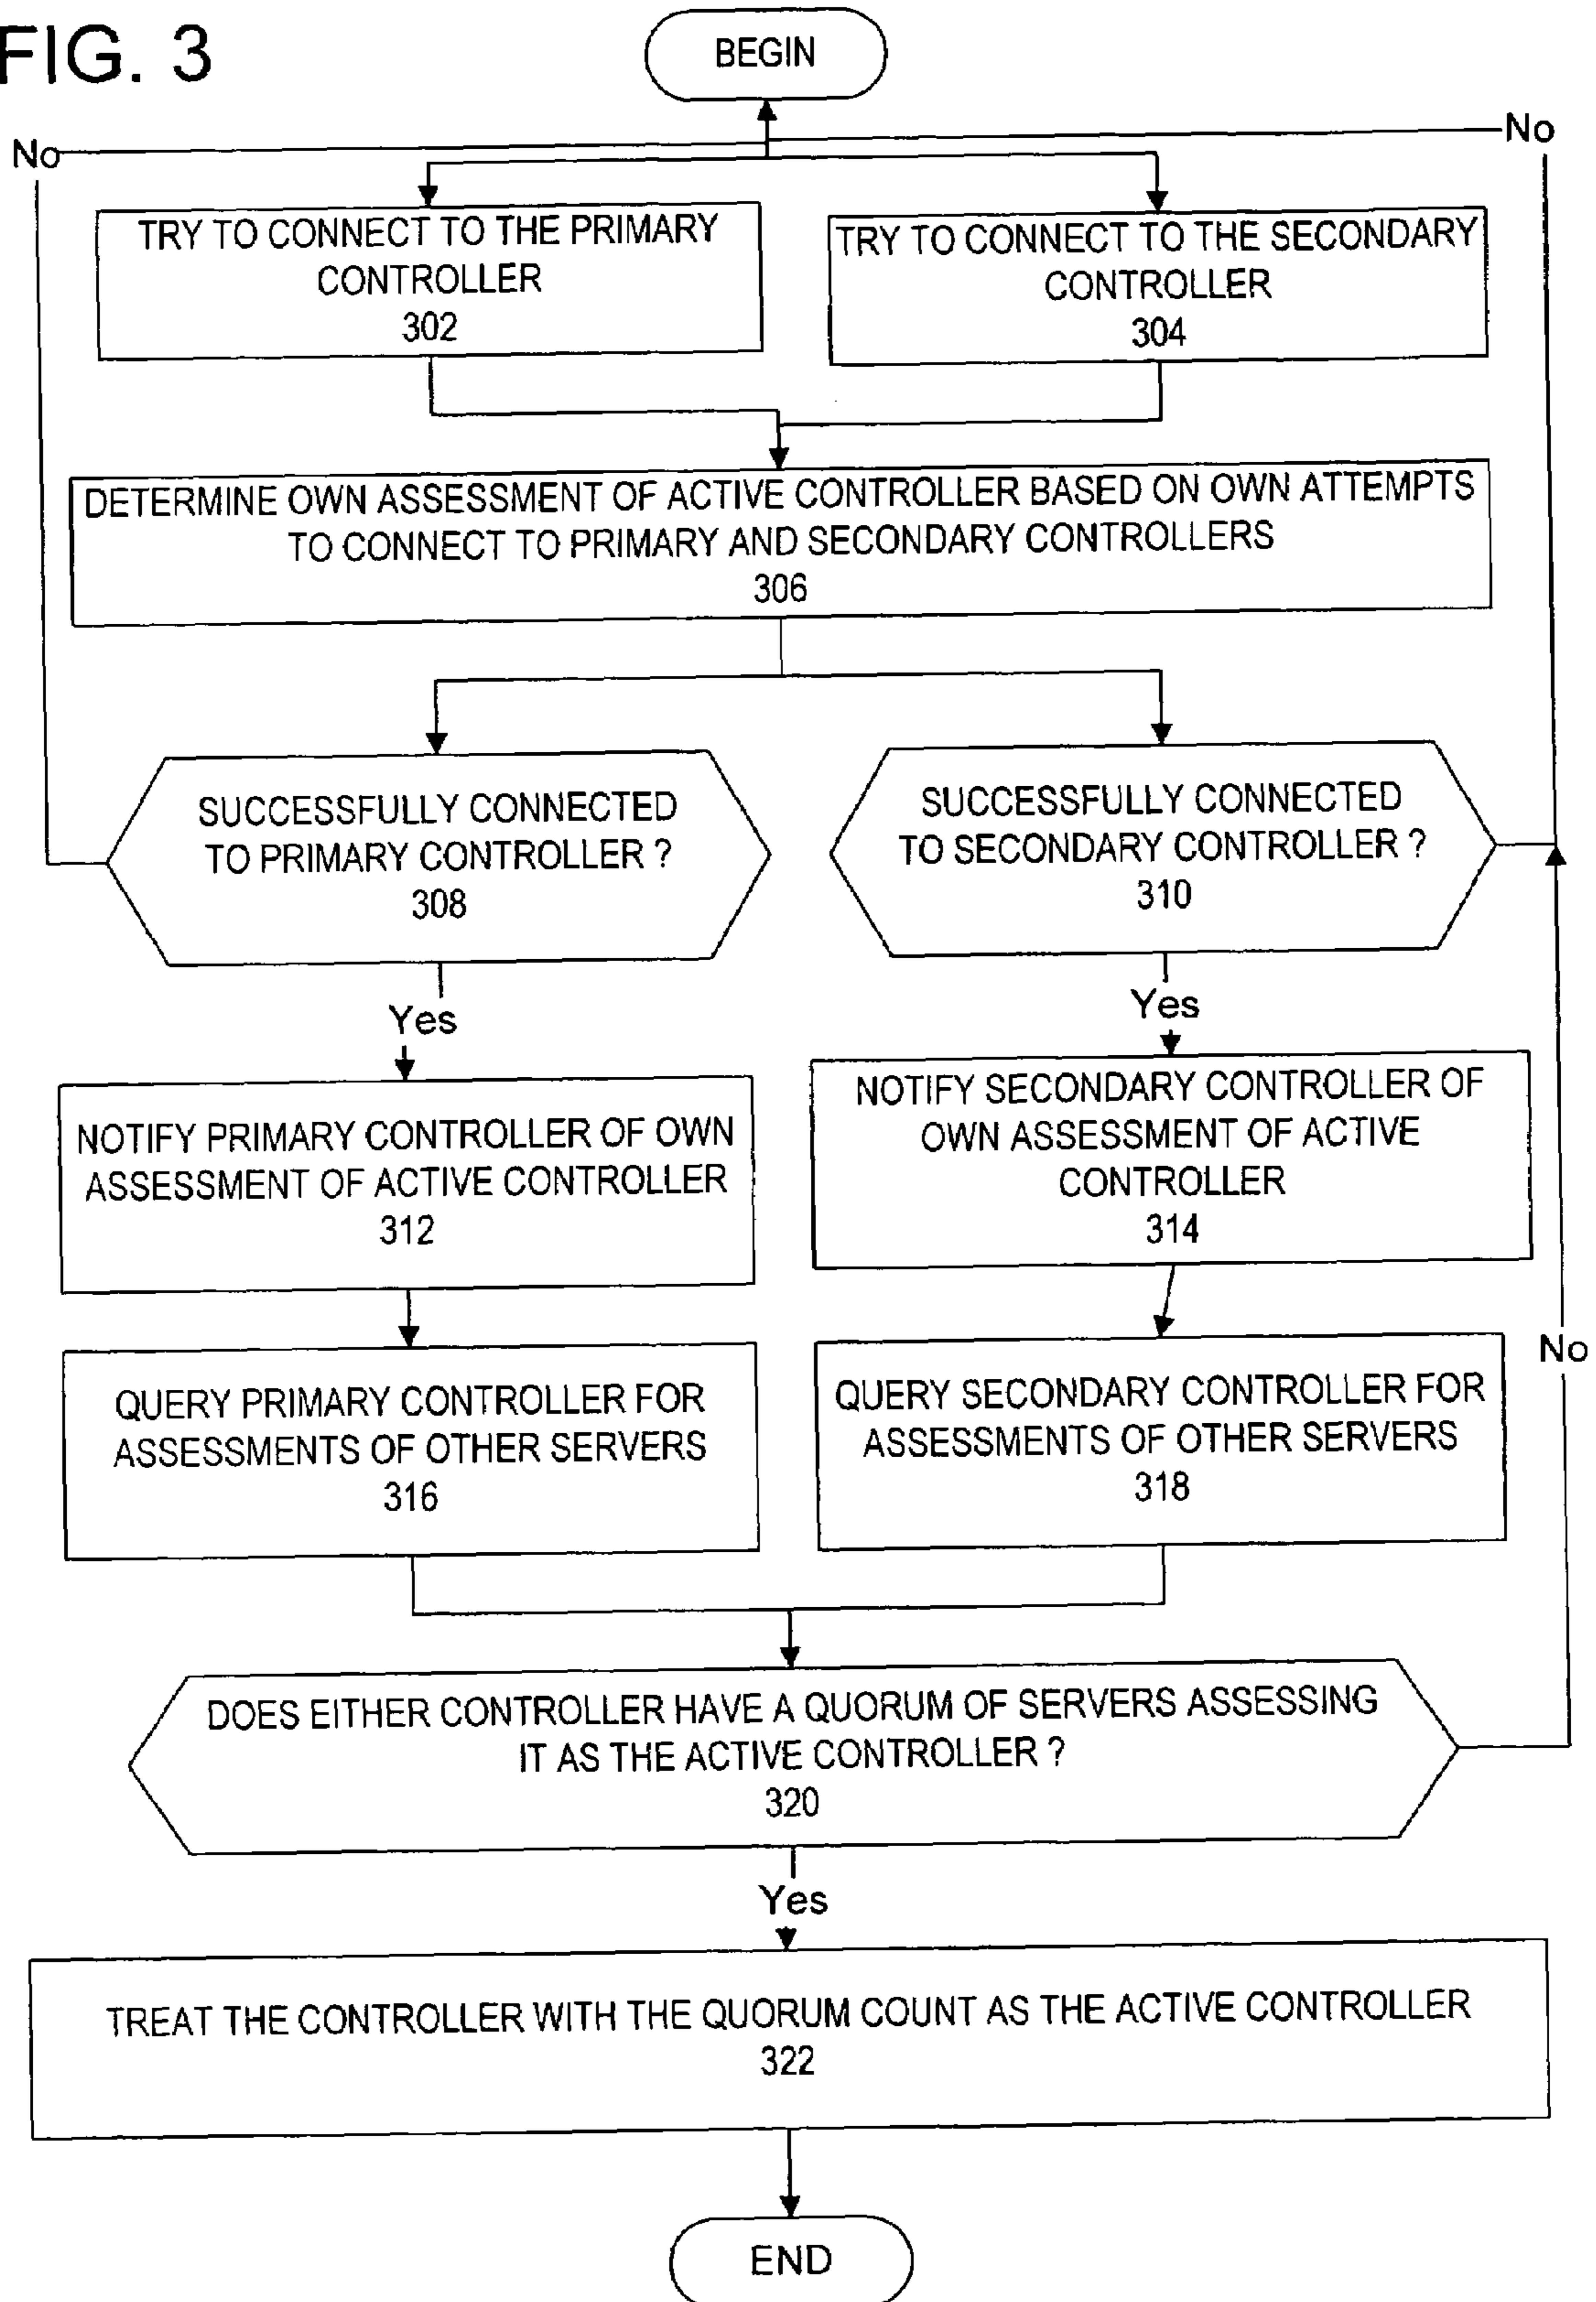 FIG. 3
BEGIN
No
No
TRY TO CONNECT TO THE PRIMARY
CONTROLLER
302
TRY TO CONNECT TO THE SECONDARY
CONTROLLER
304
DETERMINE OWN ASSESSMENT OF ACTIVE CONTROLLER BASED ON OWN ATTEMPTS
TO CONNECT TO PRIMARY AND SECONDARY CONTROLLERS
306
SUCCESSFULLY CONNECTED
TO PRIMARY CONTROLLER ?
308
SUCCESSFULLY CONNECTED
TO SECONDARY CONTROLLER ?
310
Yes
Yes
NOTIFY PRIMARY CONTROLLER OF OWN
ASSESSMENT OF ACTIVE CONTROLLER
312
NOTIFY SECONDARY CONTROLLER OF
OWN ASSESSMENT OF ACTIVE
CONTROLLER
314
No
QUERY PRIMARY CONTROLLER FOR
ASSESSMENTS OF OTHER SERVERS
316
QUERY SECONDARY CONTROLLER FOR
ASSESSMENTS OF OTHER SERVERS
318
DOES EITHER CONTROLLER HAVE A QUORUM OF SERVERS ASSESSING
IT AS THE ACTIVE CONTROLLER ?
320
Yes
TREAT THE CONTROLLER WITH THE QUORUM COUNT AS THE ACTIVE CONTROLLER
322
END